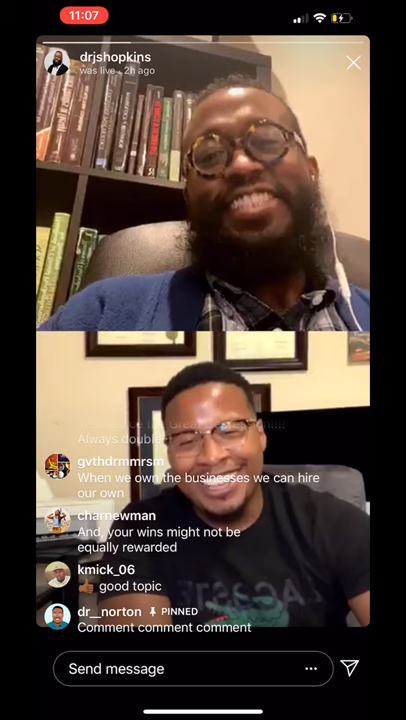 11:07
drjshopkins
was live · 2h ago
Always double
gvthdrmmrsm
When we own the businesses we can hire
our own
charnewman
And, your wins might not be
equally rewarded
kmick_06
👍🏾 good topic
dr__norton PINNED
Comment comment comment
Send message